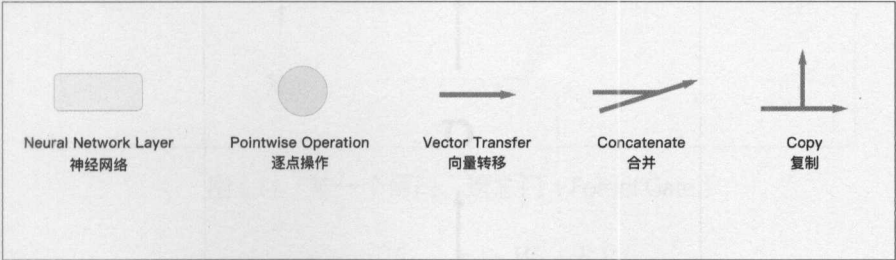 Neural Network Layer
神经网络
Pointwise Operation
逐点操作
Vector Transfer
向量转移
Concatenate
合并
Copy
复制